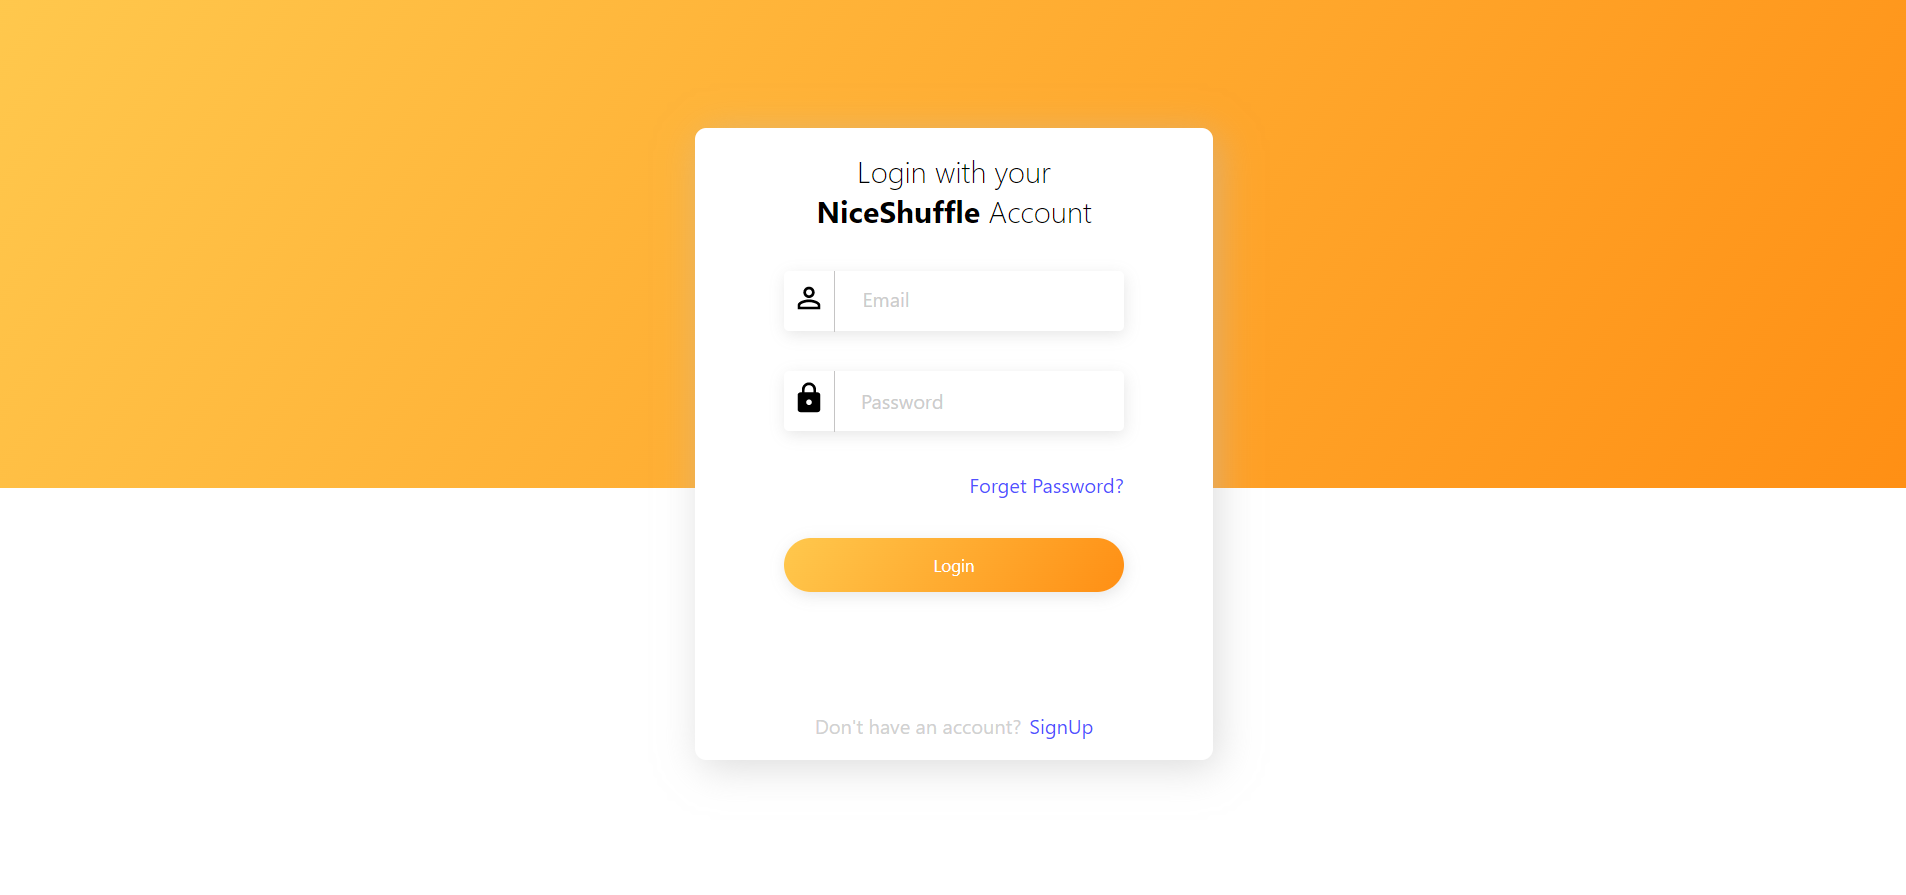 Login with your
NiceShuffle Account
Email
Password
Forget Password?
Login
Don't have an account? SignUp